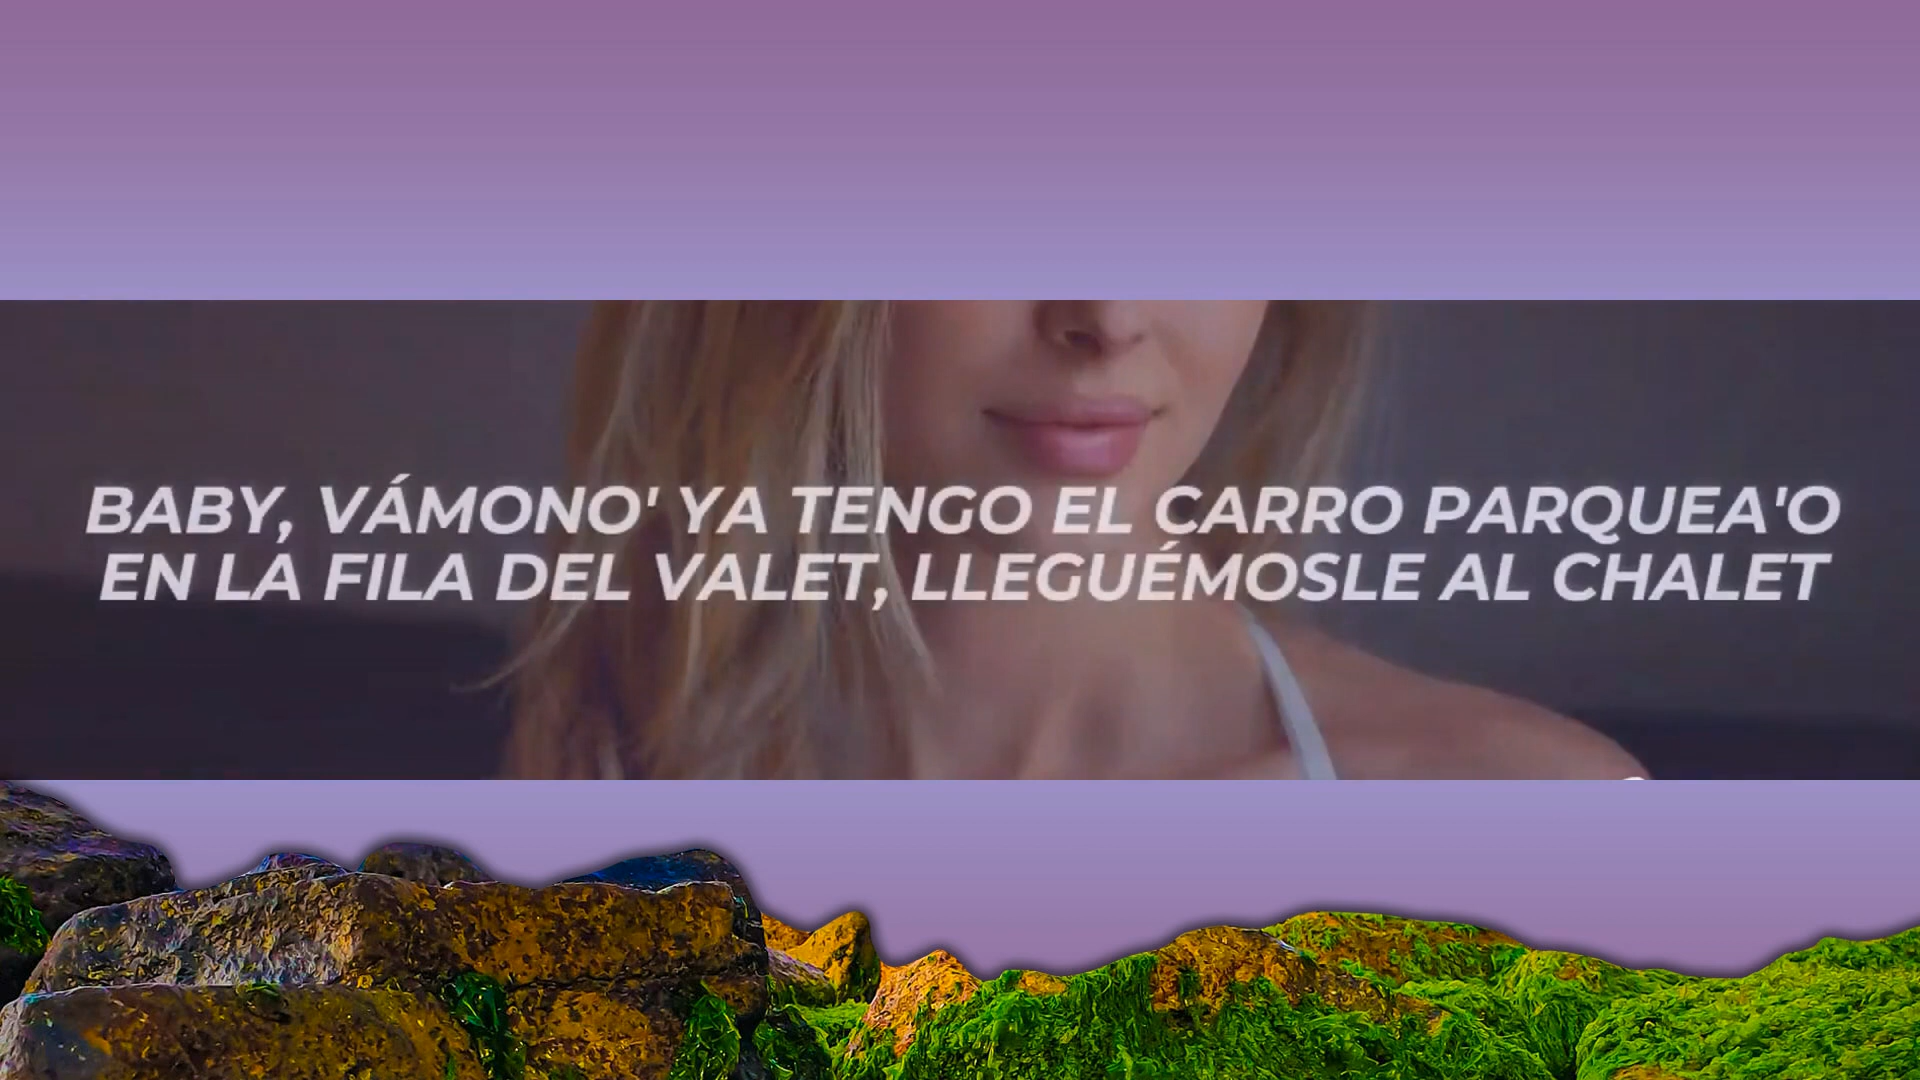 BABY, VÁMONO' YA TENGO EL CARRO PARQUEA'O
EN LA FILA DEL VALET, LLEGUÉMOSLE AL CHALET